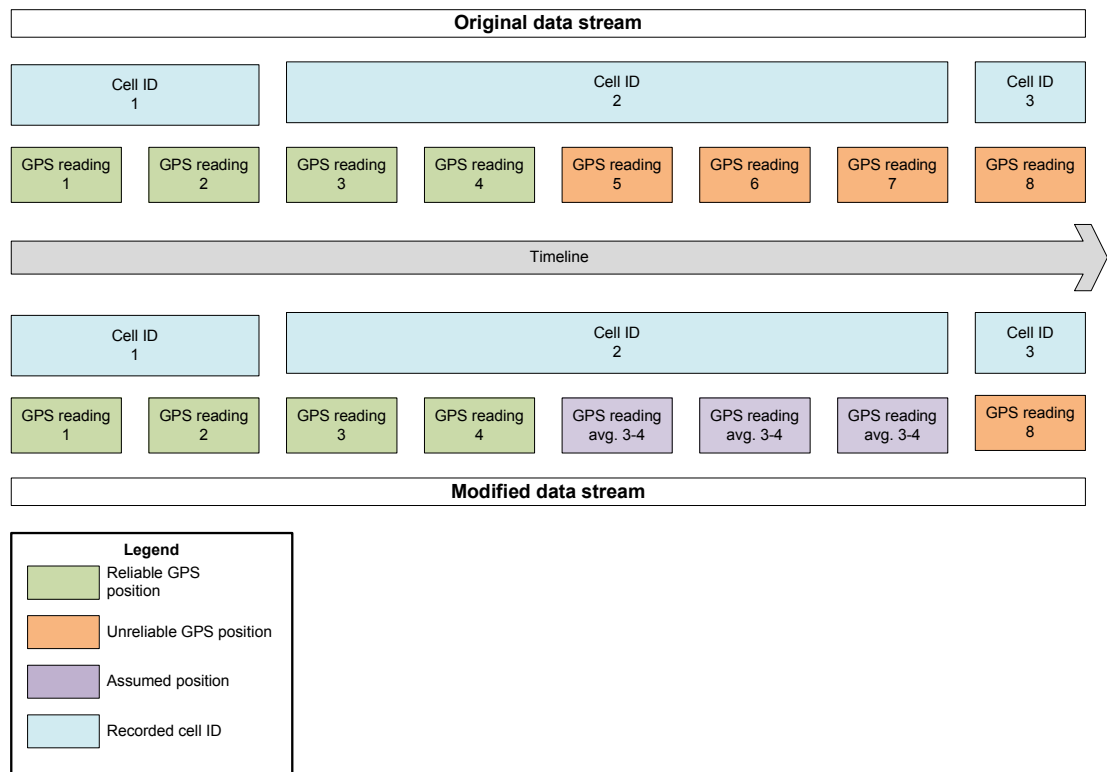 Original data stream
Cell ID
1
Cell ID
2
Cell ID
3
GPS reading
1
GPS reading
2
GPS reading
3
GPS reading
4
GPS reading
5
GPS reading
6
GPS reading
7
GPS reading
8
Timeline
Cell ID
1
Cell ID
2
Cell ID
3
GPS reading
1
GPS reading
2
GPS reading
3
GPS reading
4
GPS reading
avg. 3-4
GPS reading
avg. 3-4
GPS reading
avg. 3-4
GPS reading
8
Modified data stream
Legend
Reliable GPS
position
Unreliable GPS position
Assumed position
Recorded cell ID